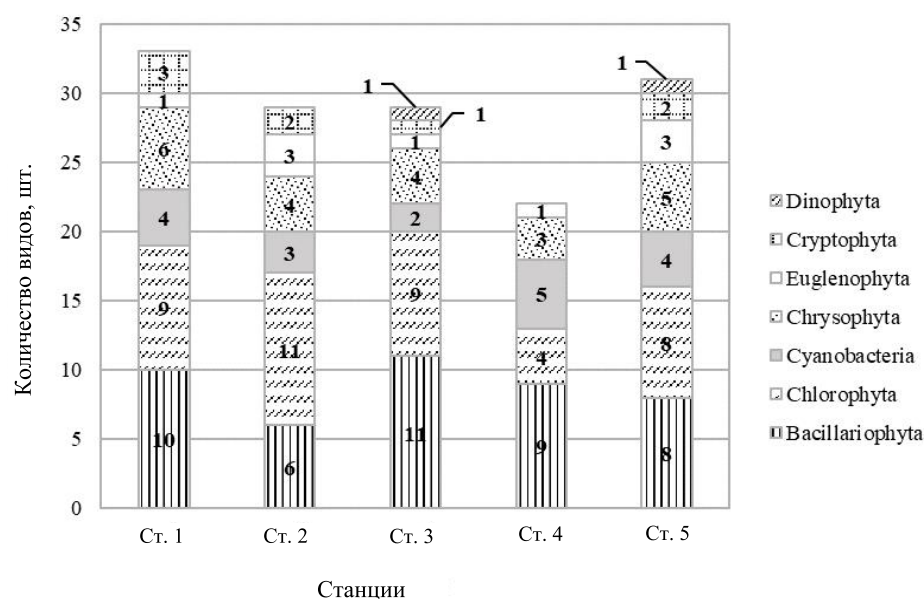 Количество видов, шт.
35
30
25
20
15
10
5
0
3
1
6
4
9
10
2
3
4
3
11
6
1
1
1
4
2
9
11
1
3
5
4
9
1
2
3
5
4
8
8
Ст. 1
Ст. 2
Ст. 3
Ст. 4
Ст. 5
Станции
Dinophyta
Cryptophyta
Euglenophyta
Chrysophyta
Cyanobacteria
Chlorophyta
Bacillariophyta